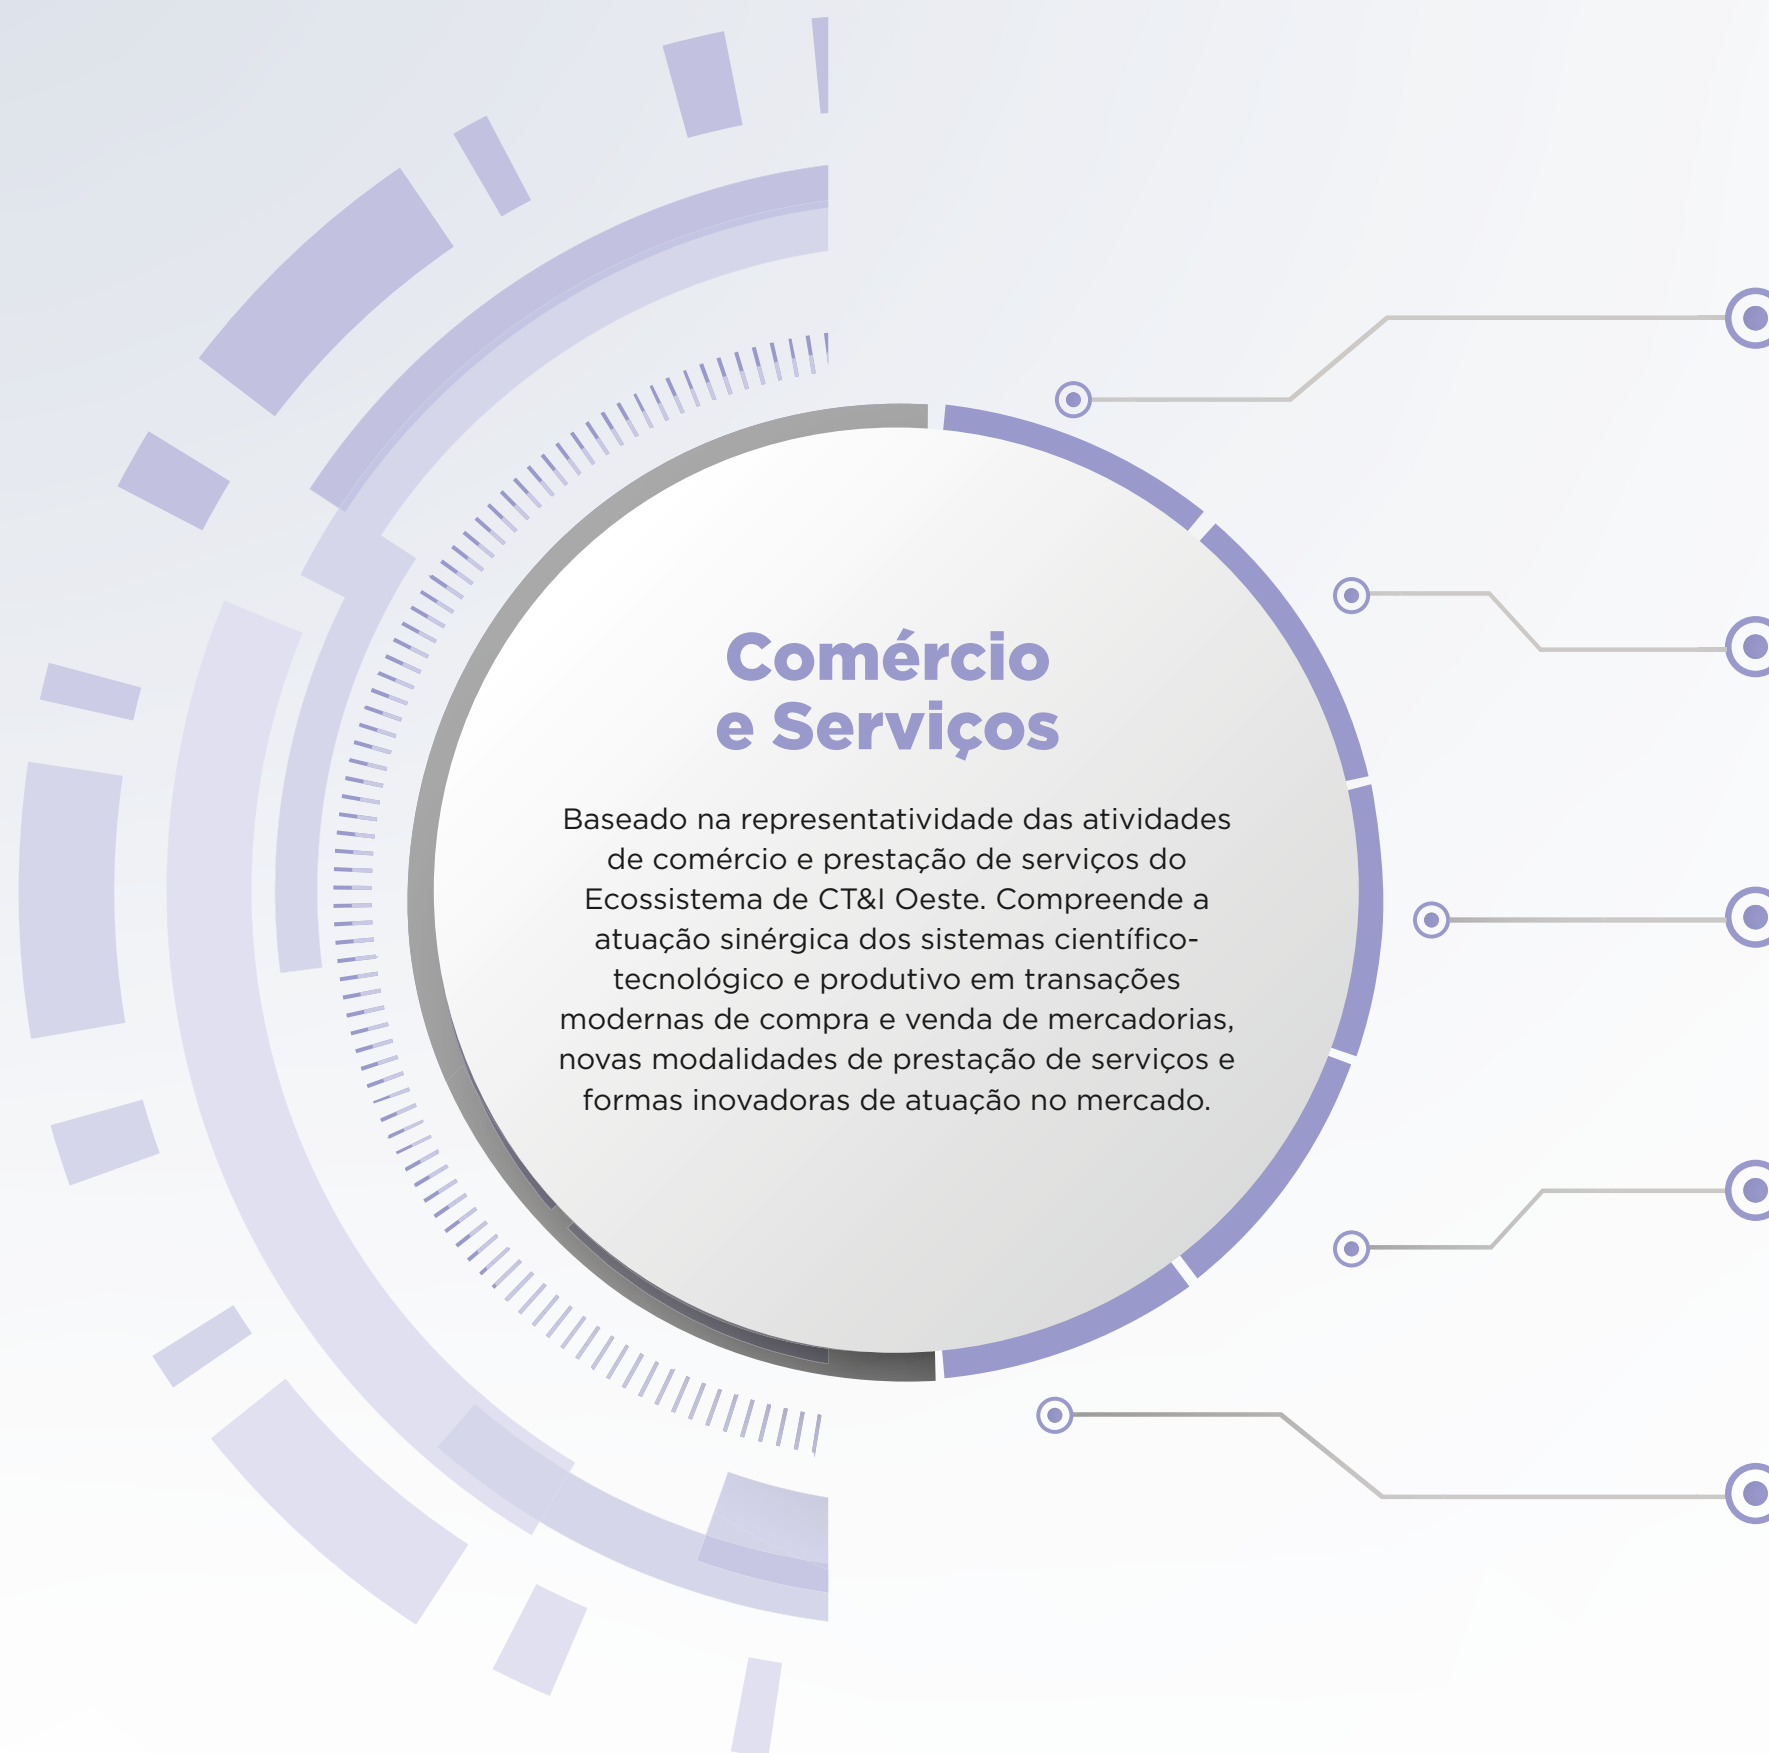 Comércio
e Serviços
Baseado na representatividade das atividades
de comércio e prestação de serviços do
Ecossistema de CT&I Oeste. Compreende a
atuação sinérgica dos sistemas científico-
tecnológico e produtivo em transações
modernas de compra e venda de mercadorias,
novas modalidades de prestação de serviços e
formas inovadoras de atuação no mercado.